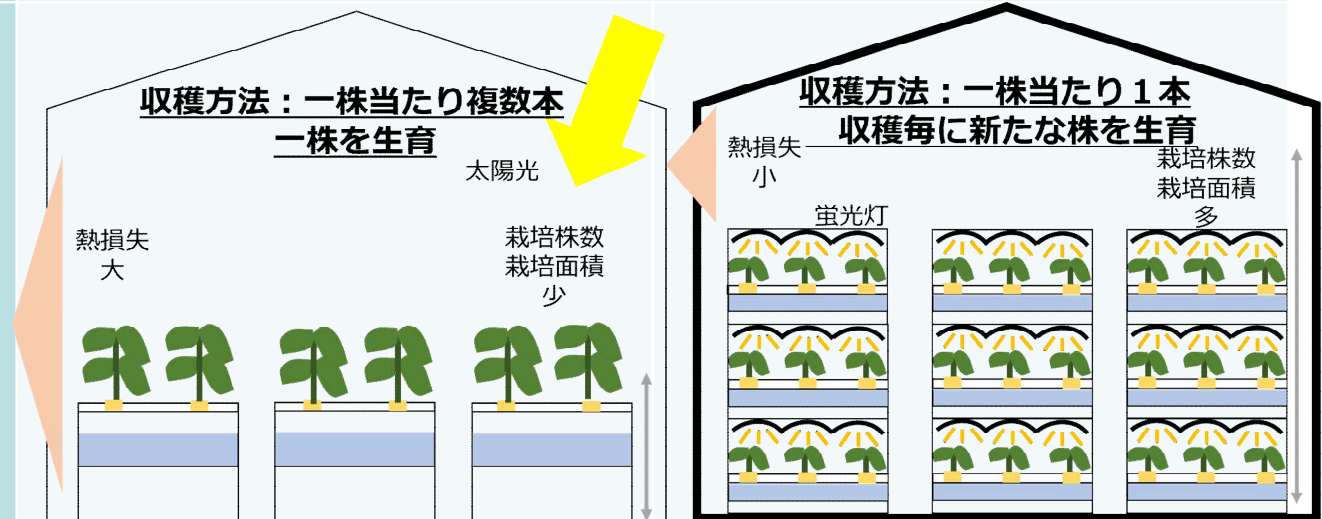 収穫方法：一株当たり複数本
一株を生育
太陽光
熱損失
大
栽培株数
栽培面積
少
収穫方法：一株当たり１本
収穫毎に新たな株を生育
熱損失
小
栽培株数
栽培面積
多
蛍光灯